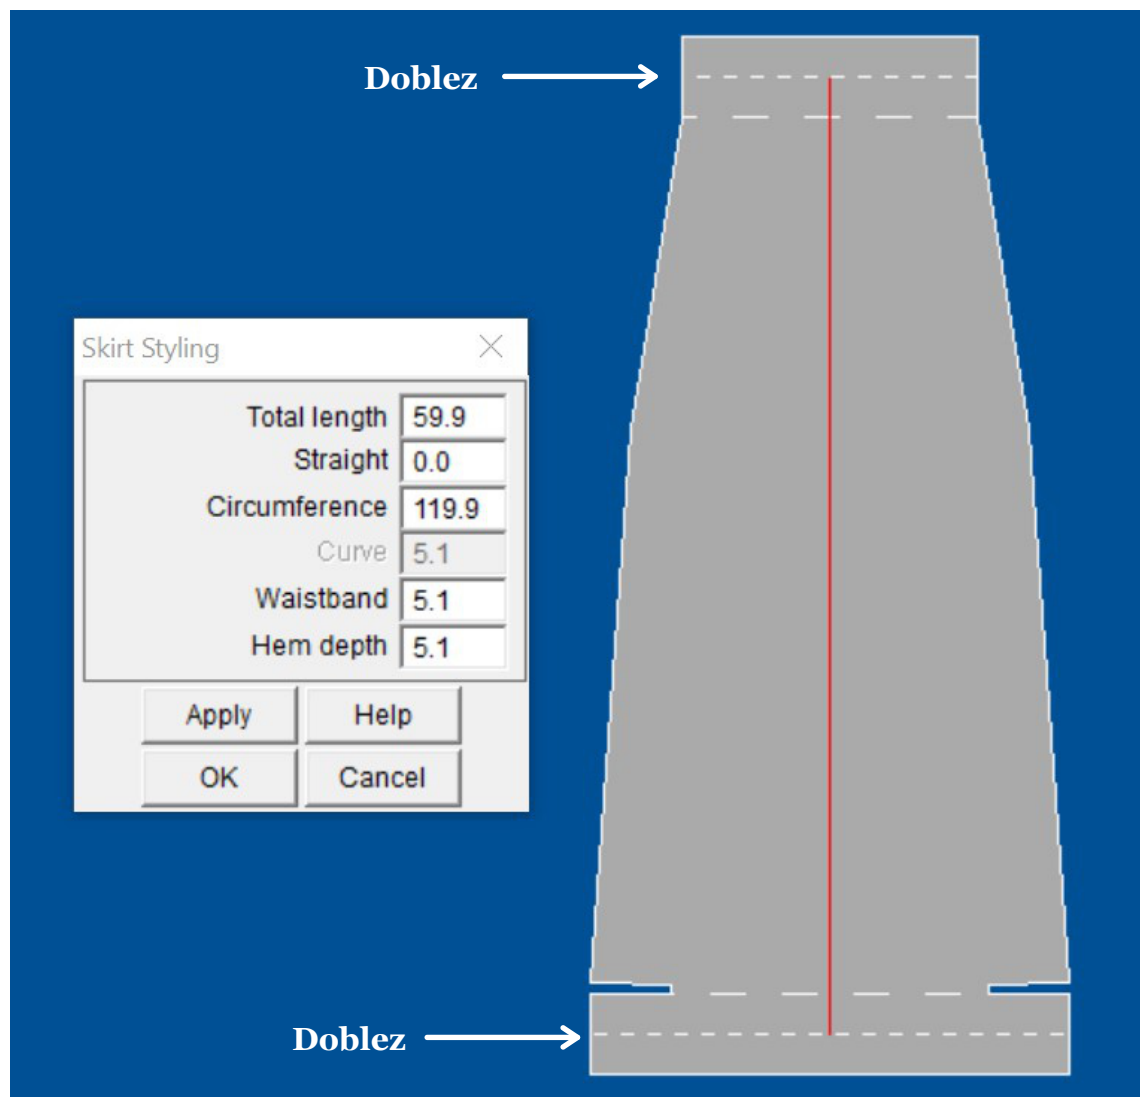 Doblez
Skirt Styling
Total length 59.9
Straight 0.0
Circumference 119.9
Curve 5.1
Waistband 5.1
Hem depth 5.1
Apply Help
OK Cancel
Doblez